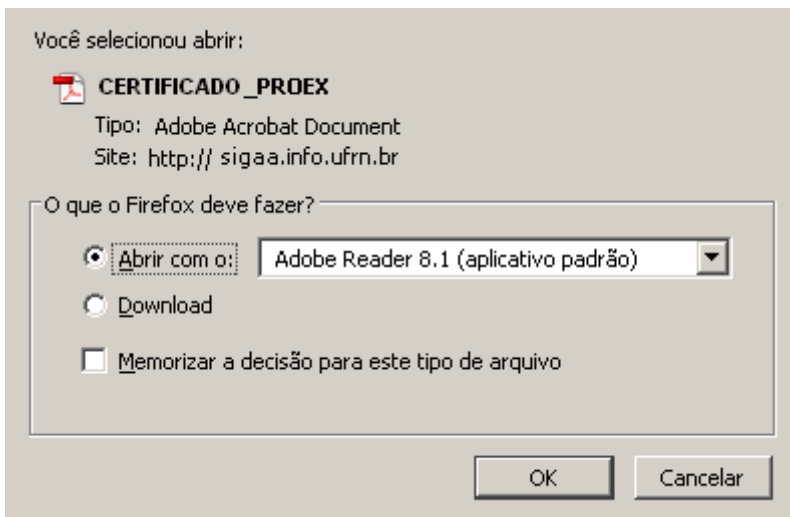 Você selecionou abrir:
CERTIFICADO_PROEX
Tipo: Adobe Acrobat Document
Site: http:// sigaa.info.ufrn.br
O que o Firefox deve fazer?
Abrir com o: Adobe Reader 8.1 (aplicativo padrão)
Download
Memorizar a decisão para este tipo de arquivo
OK Cancelar